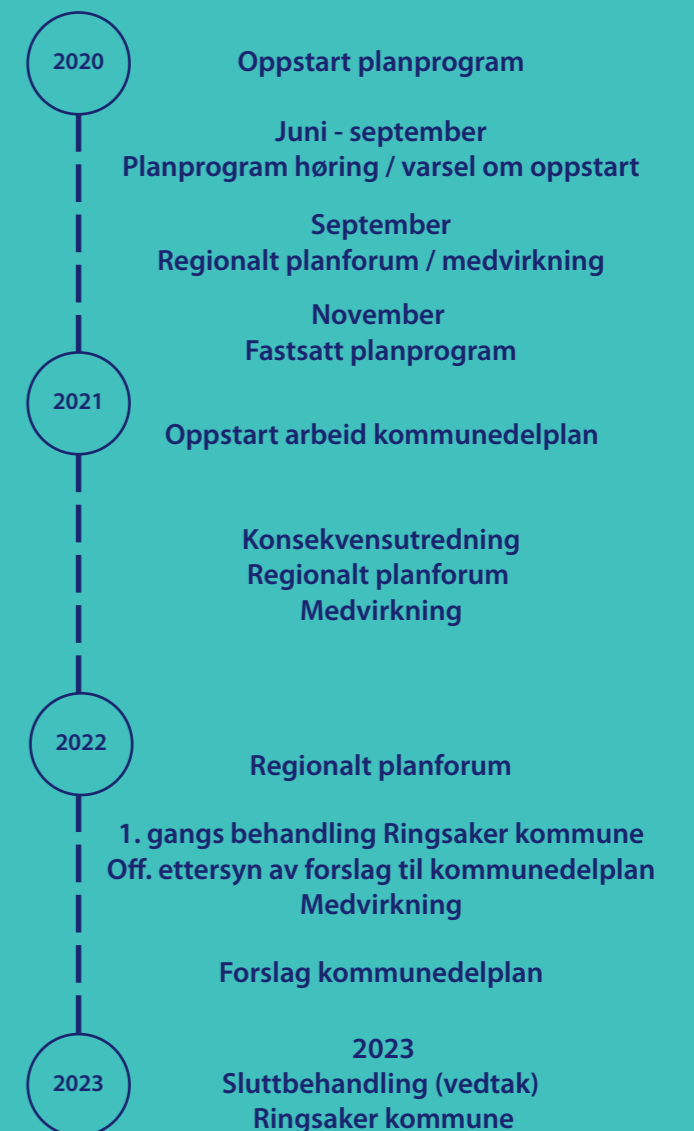 2020
Oppstart planprogram
Juni - september
Planprogram høring / varsel om oppstart
September
Regionalt planforum / medvirkning
November
Fastsatt planprogram
2021
Oppstart arbeid kommunedelplan
Konsekvensutredning
Regionalt planforum
Medvirkning
2022
Regionalt planforum
1. gangs behandling Ringsaker kommune
Off. ettersyn av forslag til kommunedelplan
Medvirkning
Forslag kommunedelplan
2023
2023
Sluttbehandling (vedtak)
Ringsaker kommune